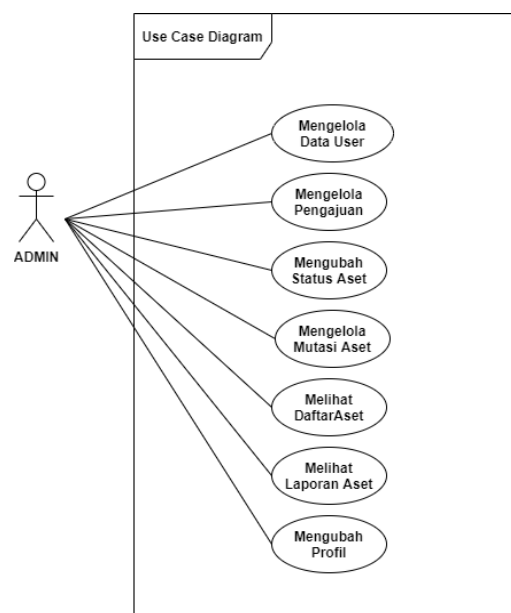 Use Case Diagram
Mengelola
Data User
Mengelola
Pengajuan
ADMIN
Mengubah
Status Aset
Mengelola
Mutasi Aset
Melihat
DaftarAset
Melihat
Laporan Aset
Mengubah
Profil